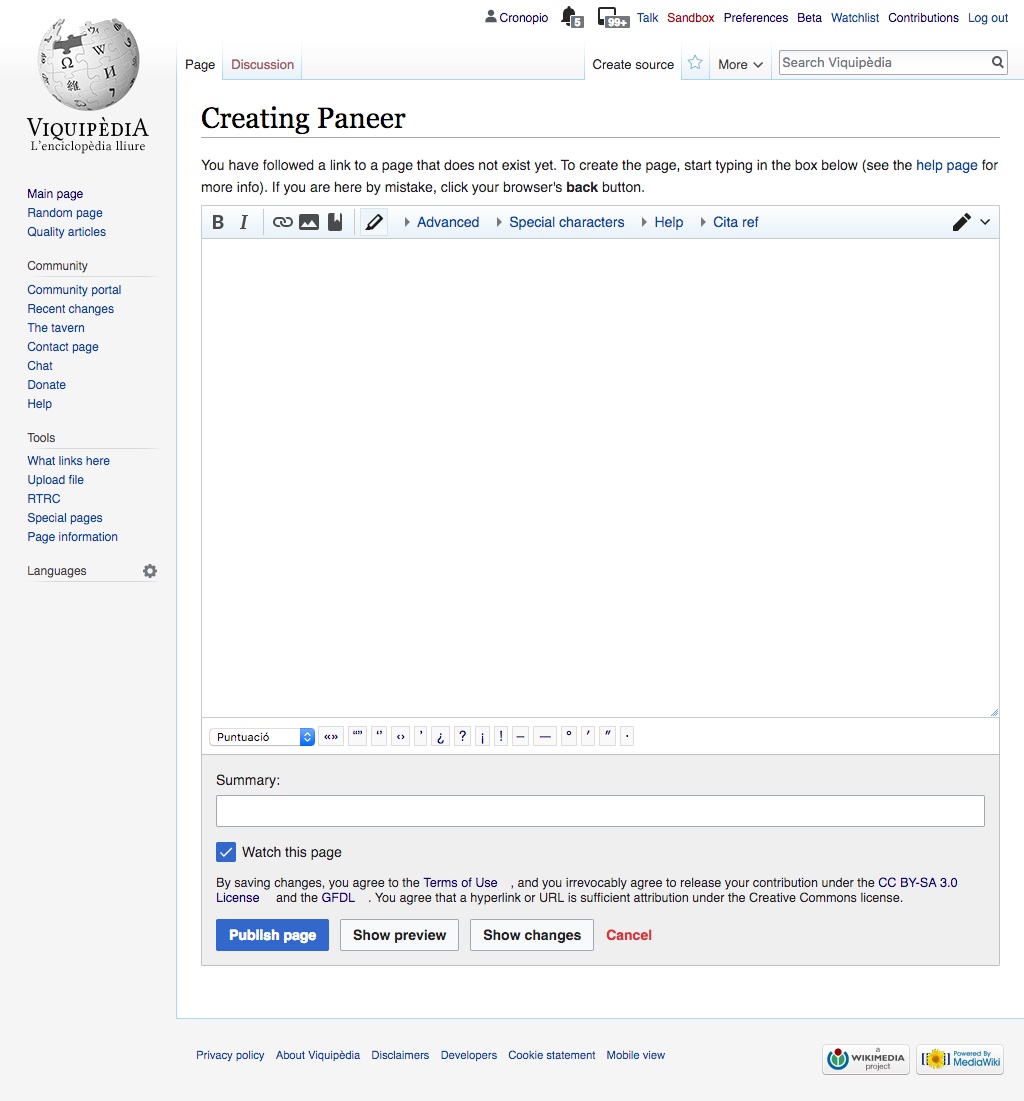 Cronopio 5 99+ Talk Sandbox Preferences Beta Watchlist Contributions Log out
Page Discussion Create source More Search Viquipèdia
VIQUIPÈDIA
L'enciclopèdia lliure
Main page
Random page
Quality articles
Community
Community portal
Recent changes
The tavern
Contact page
Chat
Donate
Help
Tools
What links here
Upload file
RTRC
Special pages
Page information
Languages
Creating Paneer
You have followed a link to a page that does not exist yet. To create the page, start typing in the box below (see the help page for
more info). If you are here by mistake, click your browser's back button.
B I Advanced Special characters Help Cita ref
Puntuació «» “” ‘’ ‹› ’ ¿ ? ¡ ! – — º ′ ″ ·
Summary:
Watch this page
By saving changes, you agree to the Terms of Use , and you irrevocably agree to release your contribution under the CC BY-SA 3.0
License and the GFDL . You agree that a hyperlink or URL is sufficient attribution under the Creative Commons license.
Publish page Show preview Show changes Cancel
Privacy policy About Viquipèdia Disclaimers Developers Cookie statement Mobile view
a
WIKIMEDIA
project
Powered By
MediaWiki